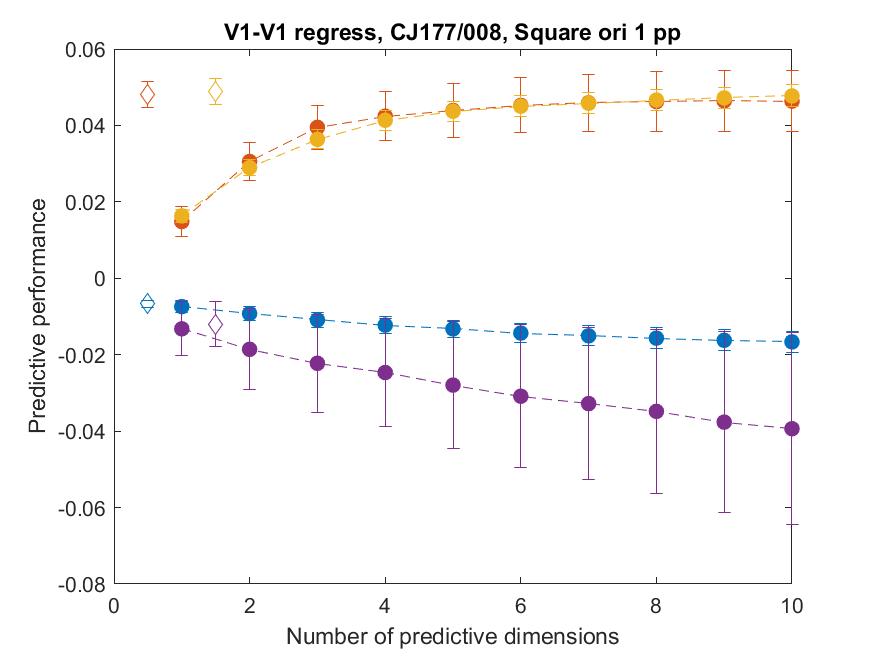 V1-V1 regress, CJ177/008, Square ori 1 pp
0.06
0.04
0.02
0
-0.02
-0.04
-0.06
-0.08
Predictive performance
0 2 4 6 8 10
Number of predictive dimensions